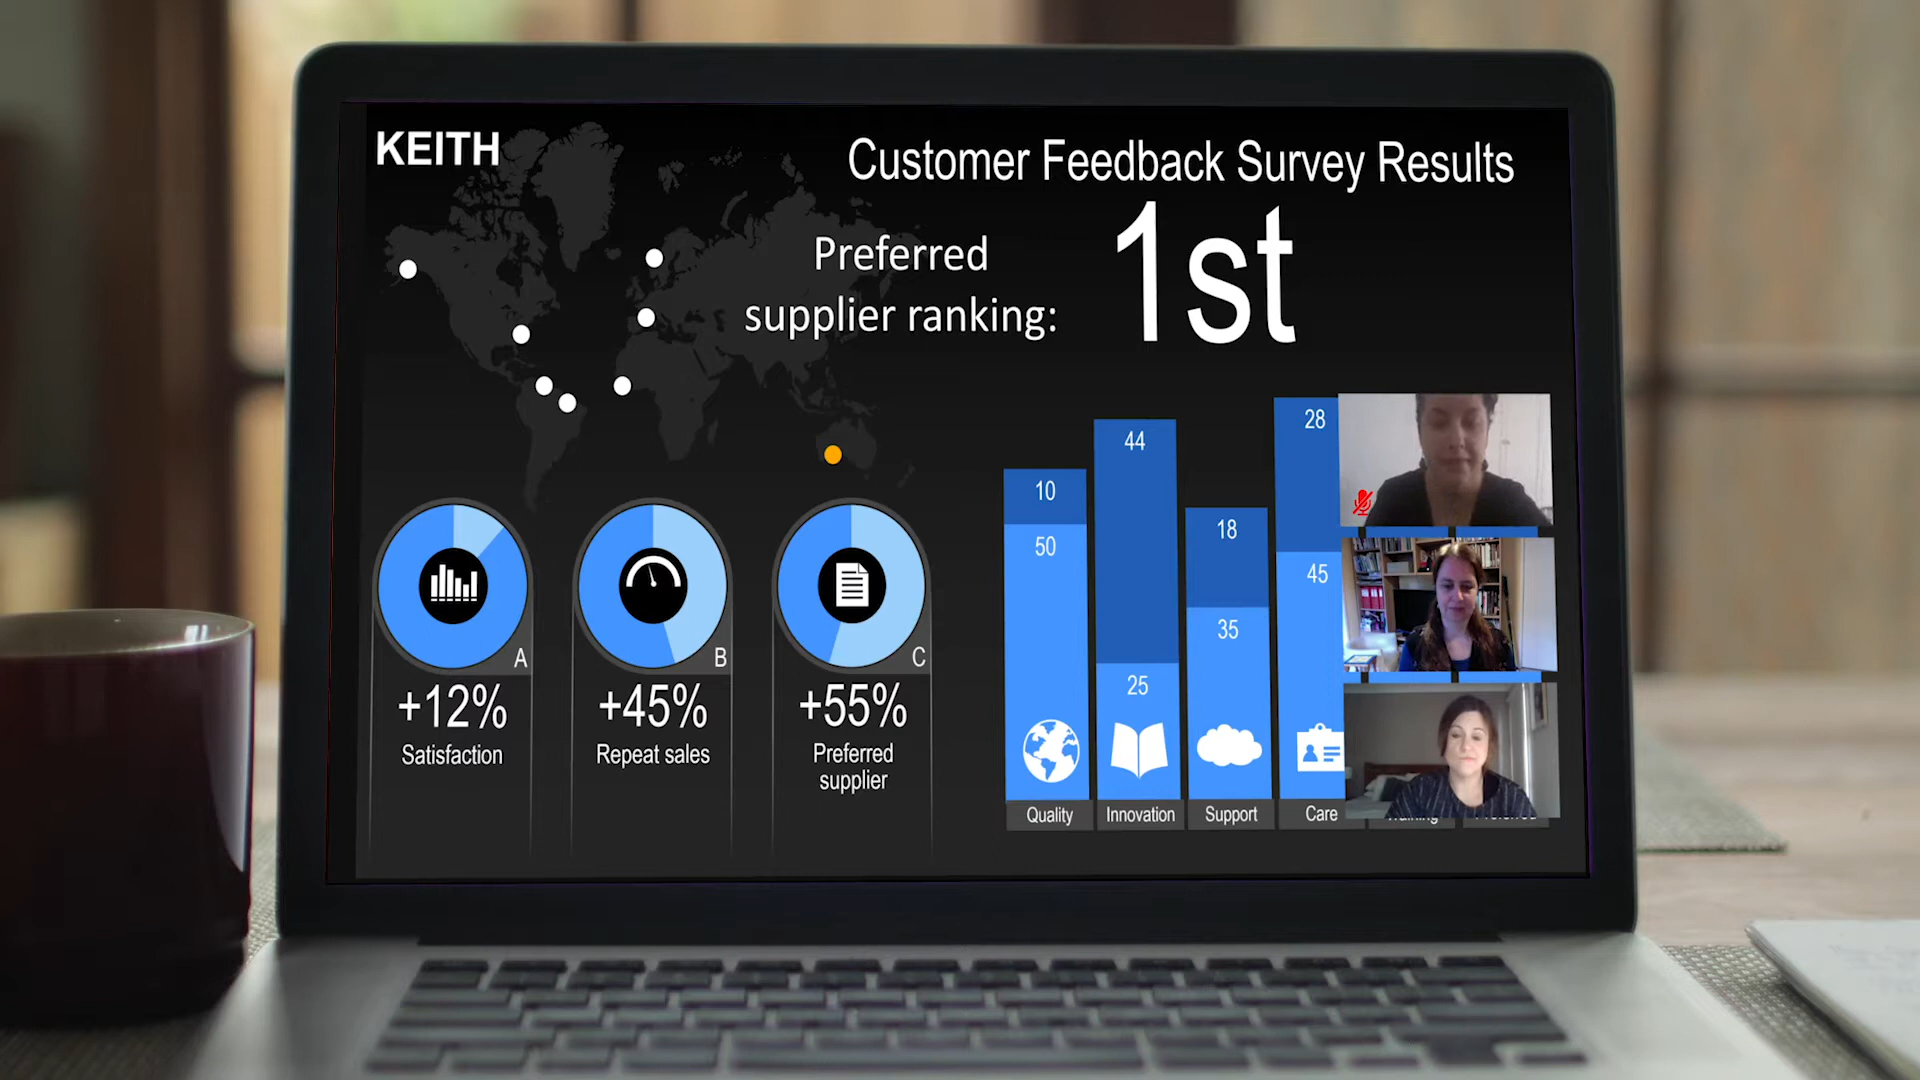 KEITH
Customer Feedback Survey Results
Preferred
supplier ranking:
1st
A
+12%
Satisfaction
B
+45%
Repeat sales
C
+55%
Preferred
supplier
10
50
Quality
44
25
Innovation
18
35
Support
28
45
Care